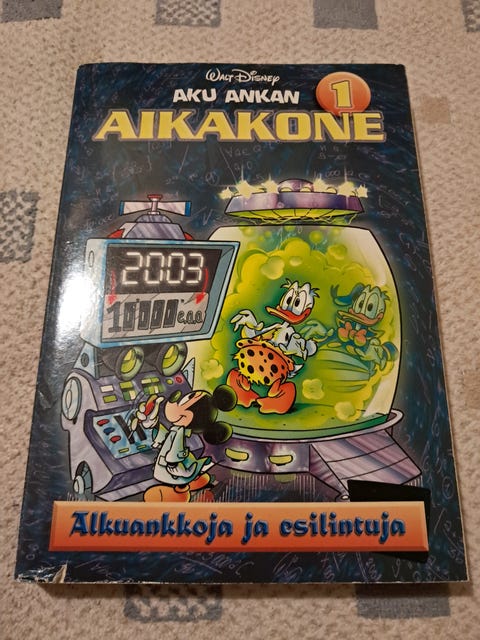 Walt Disney
AKU ANKAN
1
AIKAKONE
2003
10000 e.a.a.
Alkuankkoja ja esilintuja